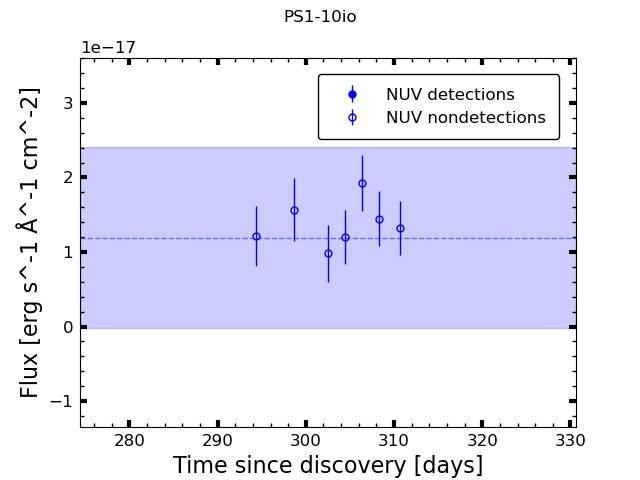 PS1-10io
1e−17
NUV detections
NUV nondetections
Flux [erg s^-1 Å^-1 cm^-2]
3
2
1
0
−1
280 290 300 310 320 330
Time since discovery [days]